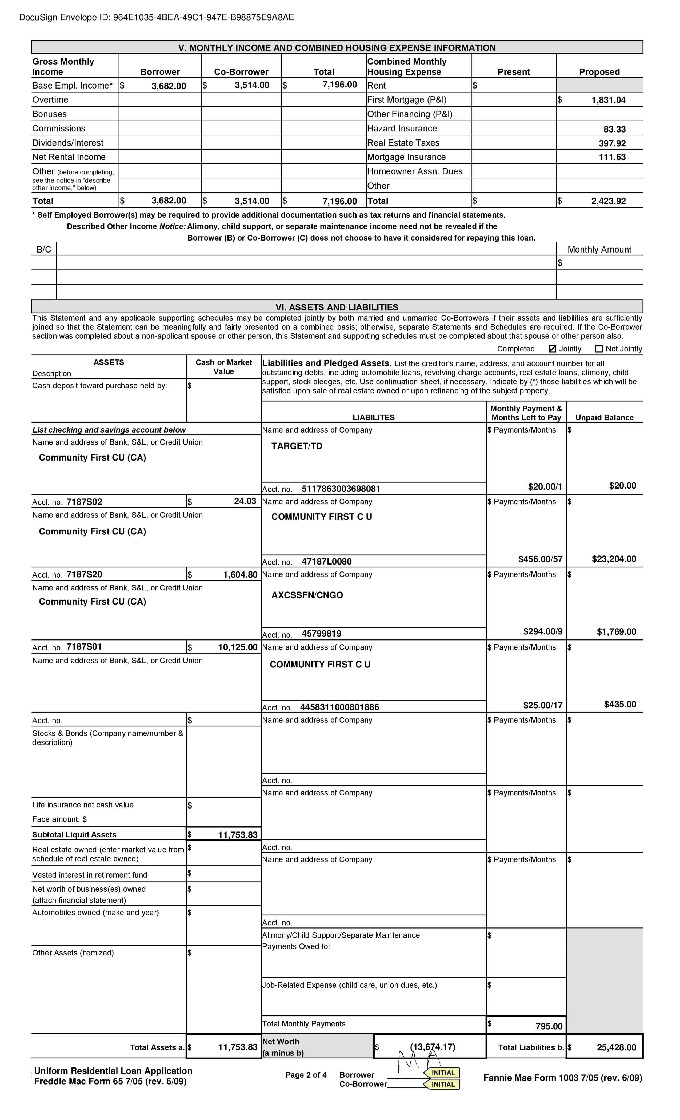 DocuSign Envelope ID: 964E1035-4BEA-49C1-947E-B98875E9A8AE
V. MONTHLY INCOME AND COMBINED HOUSING EXPENSE INFORMATION
Gross Monthly Income Borrower Co-Borrower Total Combined Monthly Housing Expense Present Proposed
Base Empl. Income* $ 3,682.00 $ 3,514.00 $ 7,196.00 Rent $
Overtime First Mortgage (P&I) $ 1,831.04
Bonuses Other Financing (P&I)
Commissions Hazard Insurance 83.33
Dividends/Interest Real Estate Taxes 397.92
Net Rental Income Mortgage Insurance 111.63
Other (before completing, see the notice in "describe other income," below) Homeowner Assn. Dues
Other
Total $ 3,682.00 $ 3,514.00 $ 7,196.00 Total $ $ 2,423.92
* Self Employed Borrower(s) may be required to provide additional documentation such as tax returns and financial statements.
Described Other Income Notice: Alimony, child support, or separate maintenance income need not be revealed if the
Borrower (B) or Co-Borrower (C) does not choose to have it considered for repaying this loan.
B/C Monthly Amount
$
VI. ASSETS AND LIABILITIES
This Statement and any applicable supporting schedules may be completed jointly by both married and unmarried Co-Borrowers if their assets and liabilities are sufficiently
joined so that the Statement can be meaningfully and fairly presented on a combined basis; otherwise, separate Statements and Schedules are required. If the Co-Borrower
section was completed about a non-applicant spouse or other person, this Statement and supporting schedules must be completed about that spouse or other person also.
Completed Jointly Not Jointly
ASSETS Cash or Market Value
Description
Liabilities and Pledged Assets. List the creditor's name, address, and account number for all
outstanding debts, including automobile loans, revolving charge accounts, real estate loans, alimony, child
support, stock pledges, etc. Use continuation sheet, if necessary. Indicate by (*) those liabilities which will be
satisfied upon sale of real estate owned or upon refinancing of the subject property.
Cash deposit toward purchase held by: $
LIABILITES Monthly Payment & Months Left to Pay Unpaid Balance
List checking and savings account below Name and address of Company $ Payments/Months $
Name and address of Bank, S&L, or Credit Union
Community First CU (CA) TARGET/TD
Acct. no. 5117863003698081 $20.00/1 $20.00
Acct. no. 7187S02 $ 24.03 Name and address of Company $ Payments/Months $
Name and address of Bank, S&L, or Credit Union
Community First CU (CA) COMMUNITY FIRST C U
Acct. no. 47187L0080 $456.00/57 $23,204.00
Acct. no. 7187S20 $ 1,604.80 Name and address of Company $ Payments/Months $
Name and address of Bank, S&L, or Credit Union
Community First CU (CA) AXCSSFN/CNGO
Acct. no. 45799819 $294.00/9 $1,769.00
Acct. no. 7187S01 $ 10,125.00 Name and address of Company $ Payments/Months $
Name and address of Bank, S&L, or Credit Union
COMMUNITY FIRST C U
Acct. no. 4458311000801886 $25.00/17 $435.00
Acct. no. $ Name and address of Company $ Payments/Months $
Stocks & Bonds (Company name/number & description) $
Acct. no.
Name and address of Company $ Payments/Months $
Life insurance net cash value $
Face amount: $
Subtotal Liquid Assets $ 11,753.83
Real estate owned (enter market value from schedule of real estate owned) $ Acct. no.
Name and address of Company $ Payments/Months $
Vested interest in retirement fund $
Net worth of business(es) owned (attach financial statement) $
Automobiles owned (make and year) $
Acct. no.
Alimony/Child Support/Separate Maintenance Payments Owed to: $
Other Assets (itemized) $
Job-Related Expense (child care, union dues, etc.) $
Total Monthly Payments $ 795.00
Total Assets a. $ 11,753.83 Net Worth (a minus b) $ (13,674.17) Total Liabilities b. $ 25,428.00
Uniform Residential Loan Application
Freddie Mac Form 65 7/05 (rev. 6/09)
Page 2 of 4
Borrower INITIAL
Co-Borrower INITIAL
Fannie Mae Form 1003 7/05 (rev. 6/09)